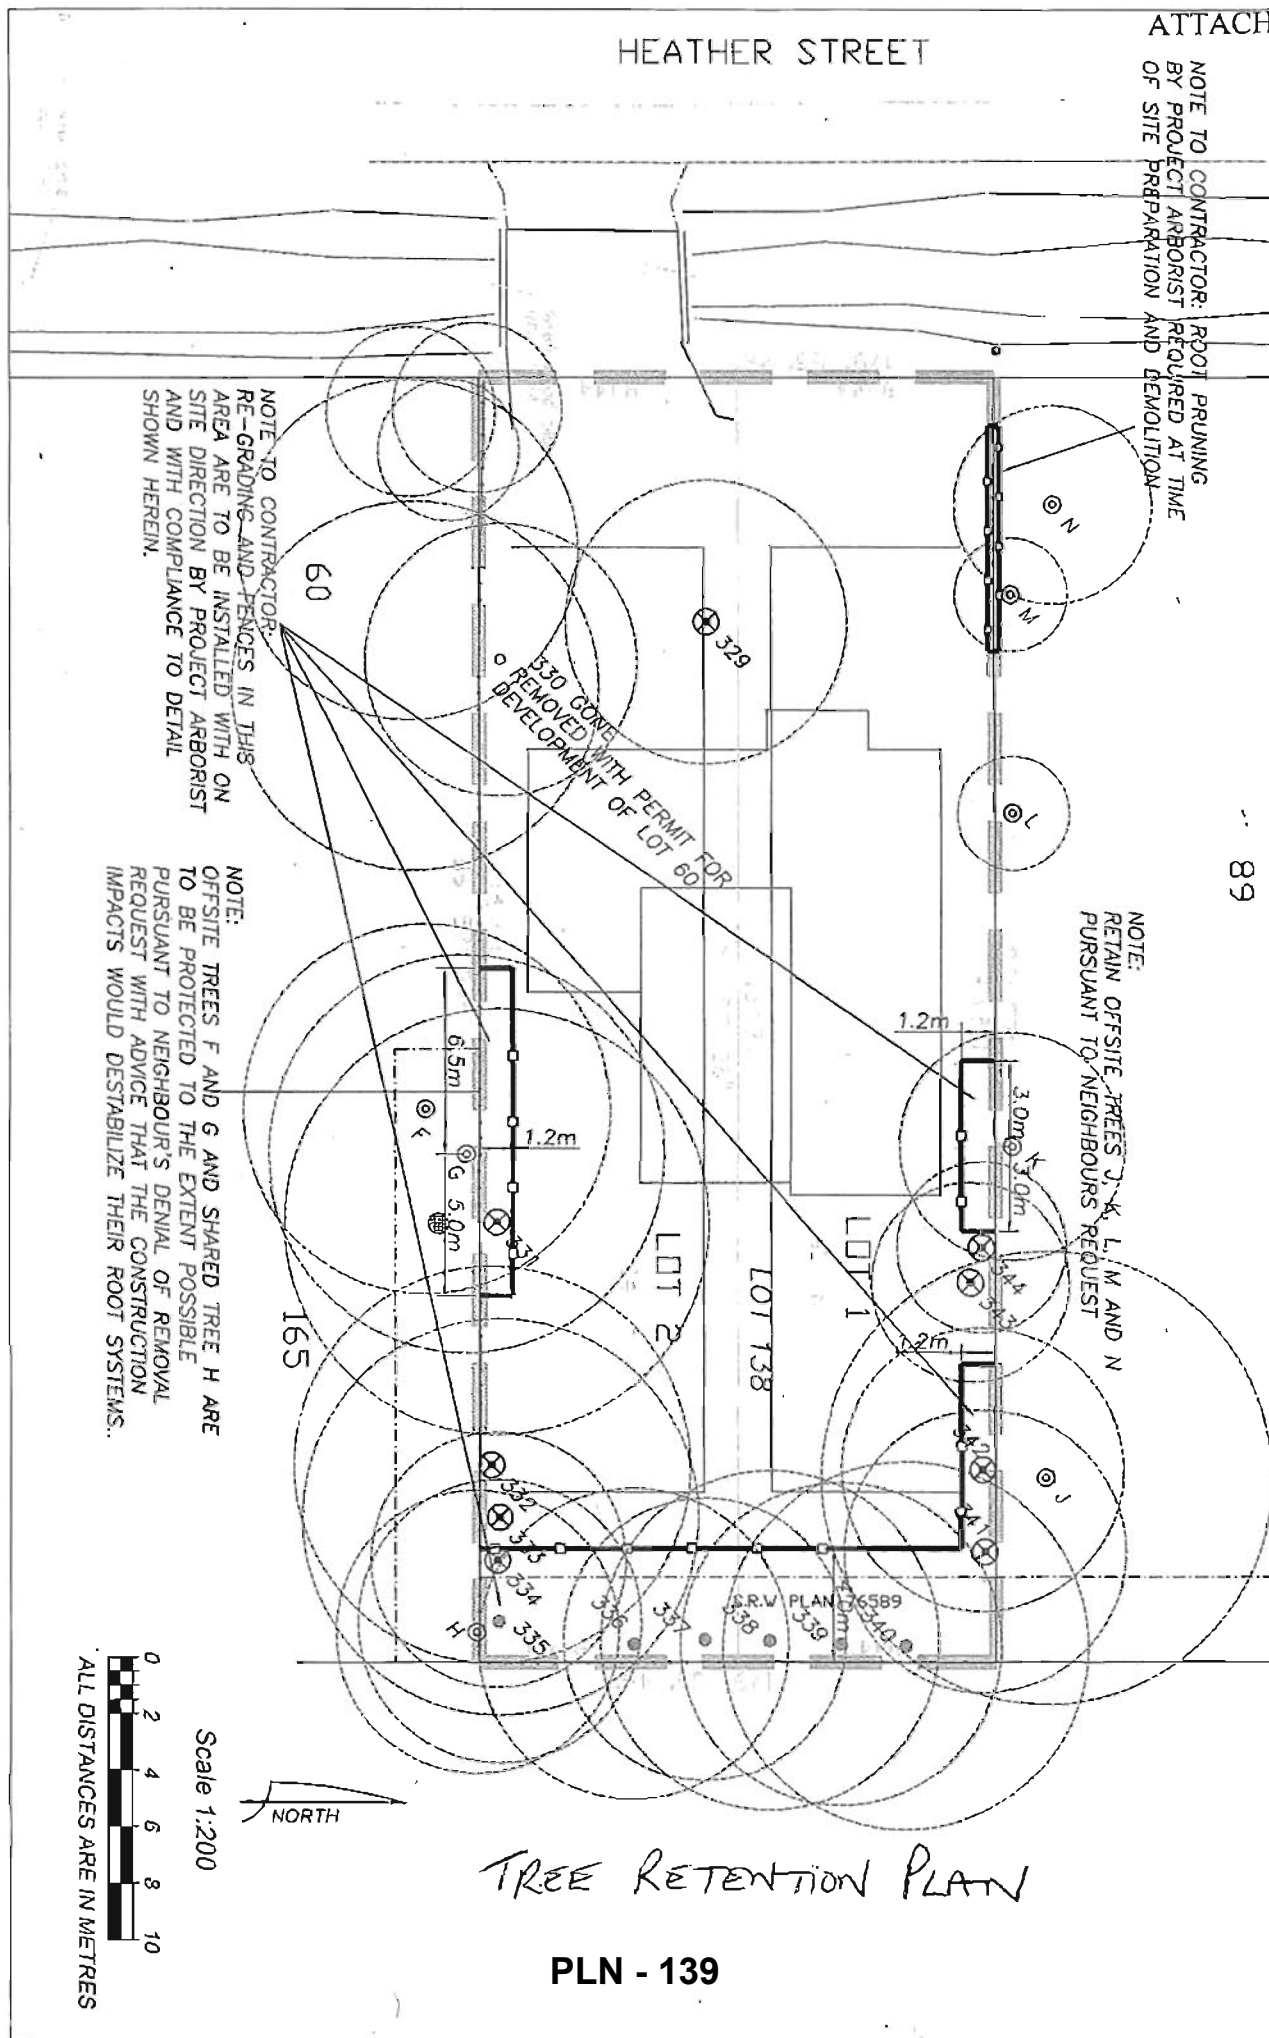 ATTACH
HEATHER STREET
NOTE TO CONTRACTOR: ROOT PRUNING
BY PROJECT ARBORIST REQUIRED AT TIME
OF SITE PREPARATION AND DEMOLITION
N
M
329
330 GONE
REMOVED WITH PERMIT FOR
DEVELOPMENT OF LOT 60
60
NOTE TO CONTRACTOR:
RE-GRADING AND FENCES IN THIS
AREA ARE TO BE INSTALLED WITH ON
SITE DIRECTION BY PROJECT ARBORIST
AND WITH COMPLIANCE TO DETAIL
SHOWN HEREIN.
L
89
NOTE:
RETAIN OFFSITE TREES J, K, L, M AND N
PURSUANT TO NEIGHBOURS REQUEST
NOTE:
OFFSITE TREES F AND G AND SHARED TREE H ARE
TO BE PROTECTED TO THE EXTENT POSSIBLE
PURSUANT TO NEIGHBOUR'S DENIAL OF REMOVAL
REQUEST WITH ADVICE THAT THE CONSTRUCTION
IMPACTS WOULD DESTABILIZE THEIR ROOT SYSTEMS..
1.2m
6.5m
3.0m
F
1.2m
K
G
5.0m
3.0m
331
344
343
LOT 2
LOT 138
LOT 1
165
1.2m
342
J
332
341
333
334
S.R.W PLAN 76589
H
335
336
337
338
339
340
0 2 4 6 8 10
ALL DISTANCES ARE IN METRES
Scale 1:200
NORTH
TREE RETENTION PLAN
PLN - 139